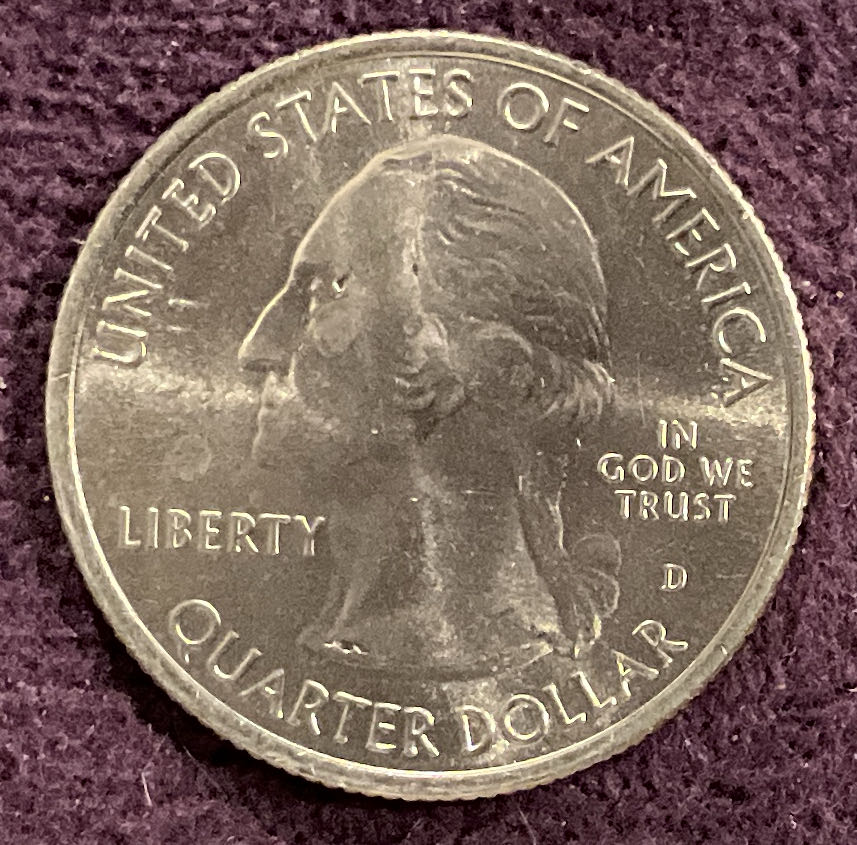 UNITED STATES OF AMERICA
LIBERTY
IN
GOD WE
TRUST
D
QUARTER DOLLAR